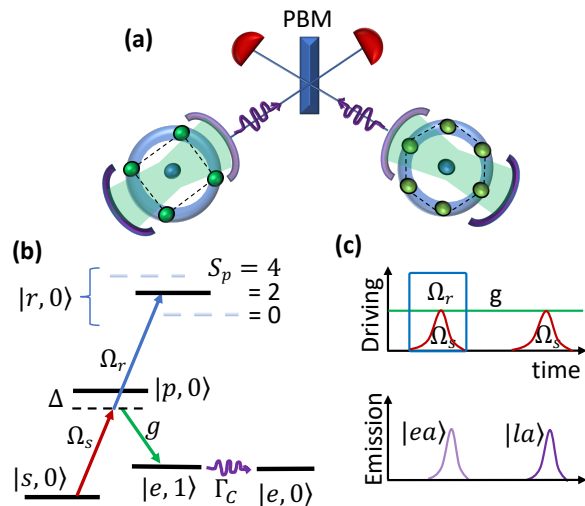 PBM
(a)
(b)
S_p = 4
= 2
= 0
|r, 0⟩
Ω_r
Δ
|p, 0⟩
Ω_s
g
|s, 0⟩
|e, 1⟩
Γ_C
|e, 0⟩
(c)
Driving
Ω_r
g
Ω_s
Ω_s
time
Emission
|ea⟩
|la⟩